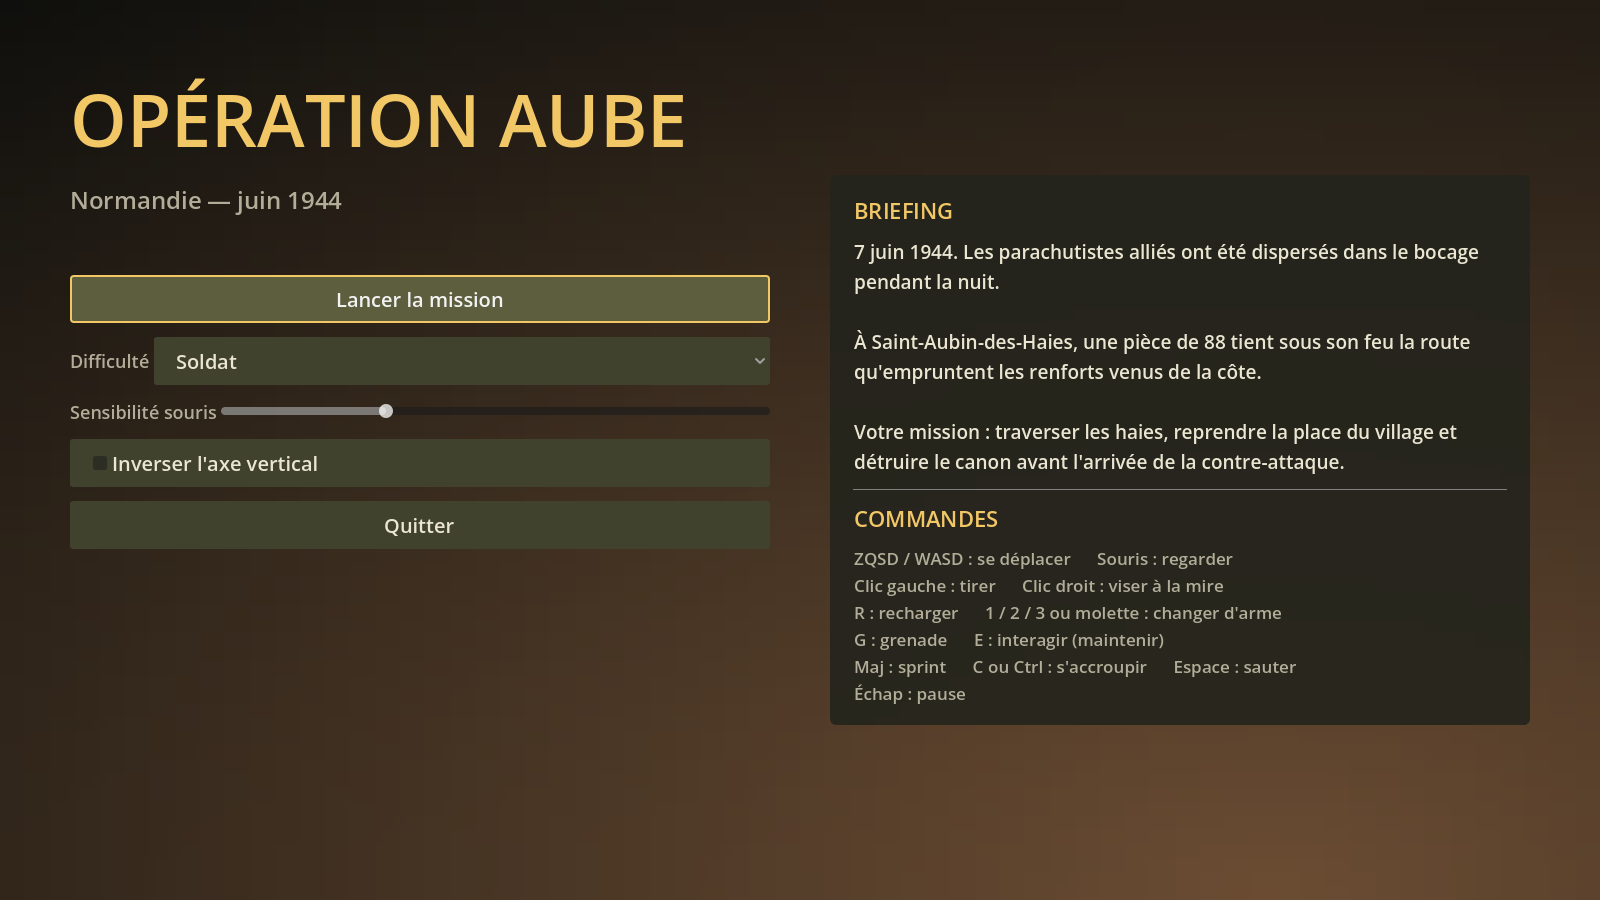 OPÉRATION AUBE
Normandie — juin 1944
Lancer la mission
Difficulté Soldat
Sensibilité souris
Inverser l'axe vertical
Quitter
BRIEFING
7 juin 1944. Les parachutistes alliés ont été dispersés dans le bocage
pendant la nuit.
À Saint-Aubin-des-Haies, une pièce de 88 tient sous son feu la route
qu'empruntent les renforts venus de la côte.
Votre mission : traverser les haies, reprendre la place du village et
détruire le canon avant l'arrivée de la contre-attaque.
COMMANDES
ZQSD / WASD : se déplacer Souris : regarder
Clic gauche : tirer Clic droit : viser à la mire
R : recharger 1 / 2 / 3 ou molette : changer d'arme
G : grenade E : interagir (maintenir)
Maj : sprint C ou Ctrl : s'accroupir Espace : sauter
Échap : pause